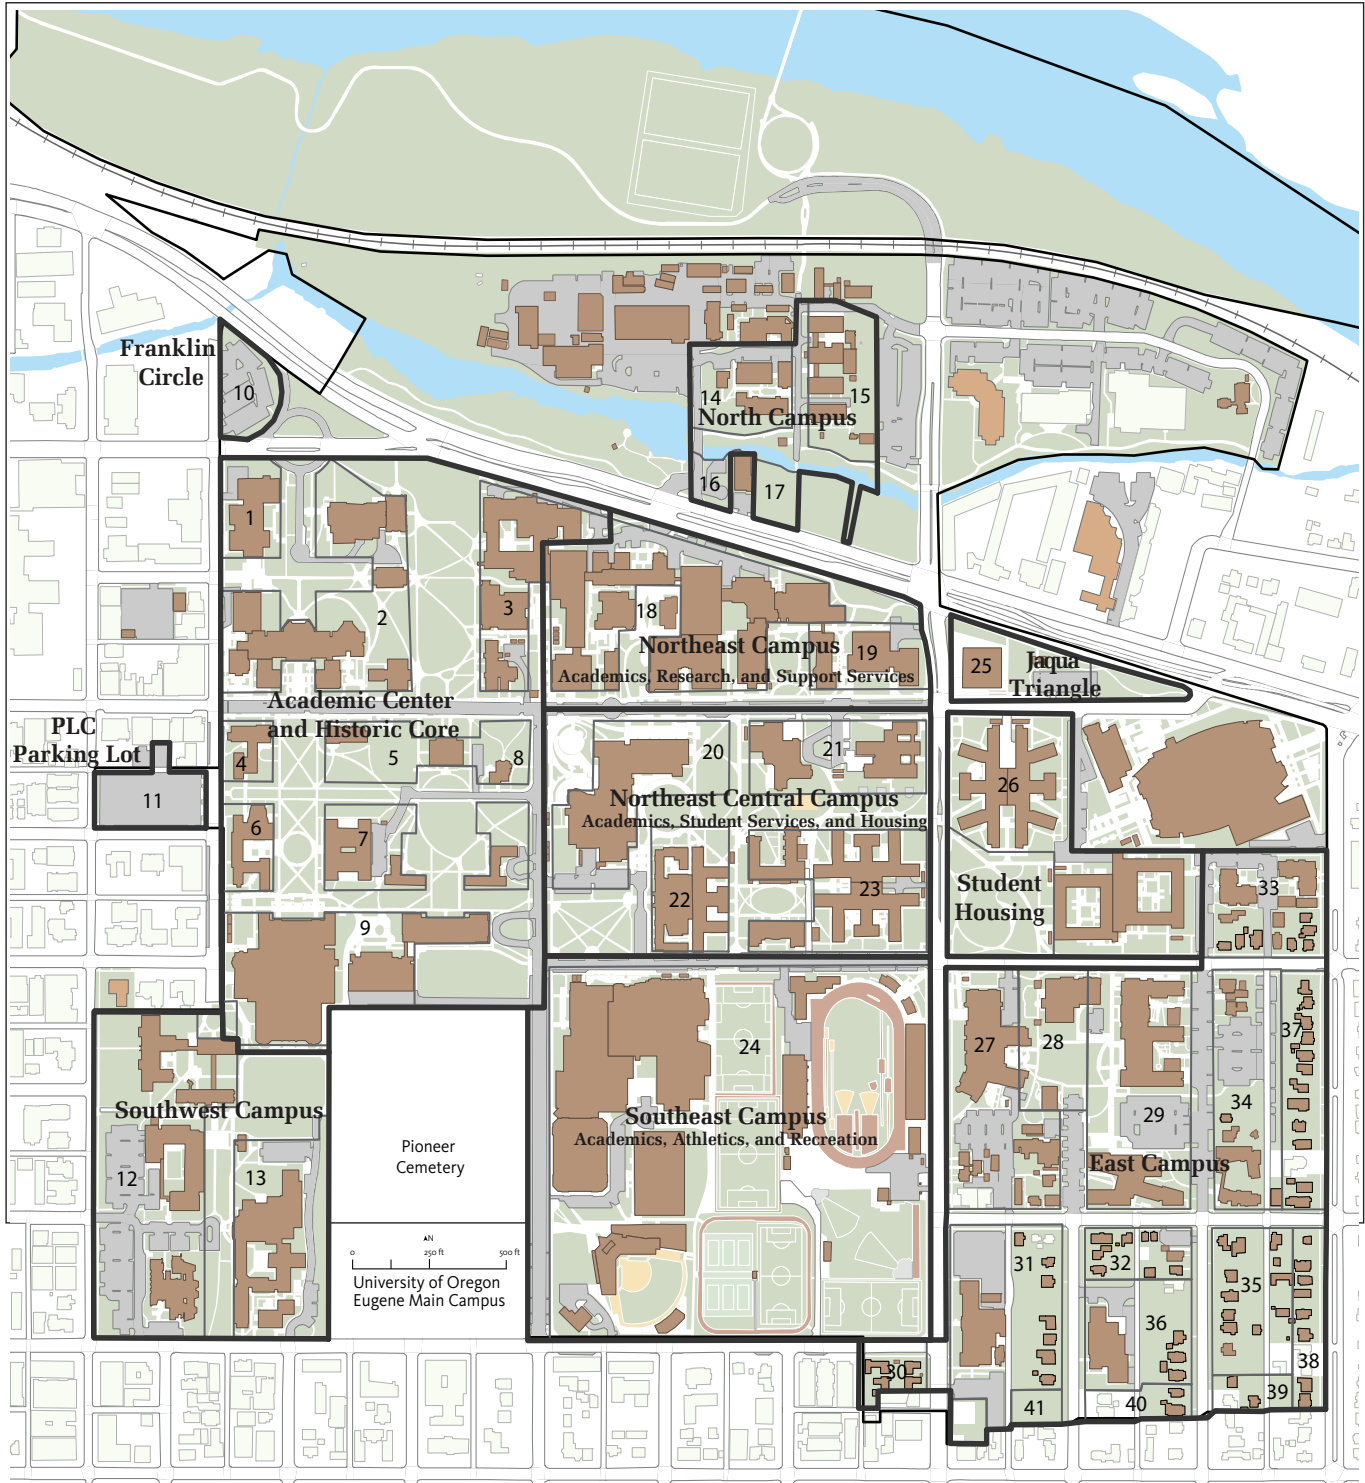 Franklin
Circle
10
14
15
North Campus
16
17
1
2
3
18
Northeast Campus
19
Academics, Research, and Support Services
25
Jaqua
Triangle
Academic Center
and Historic Core
PLC
Parking Lot
4
5
8
20
21
26
11
Northeast Central Campus
Academics, Student Services, and Housing
6
7
22
23
Student
Housing
33
9
24
27
28
37
Southwest Campus
Southeast Campus
Academics, Athletics, and Recreation
29
34
Pioneer
Cemetery
East Campus
12
13
N
0
250 ft
500 ft
University of Oregon
Eugene Main Campus
31
32
35
36
30
38
39
40
41